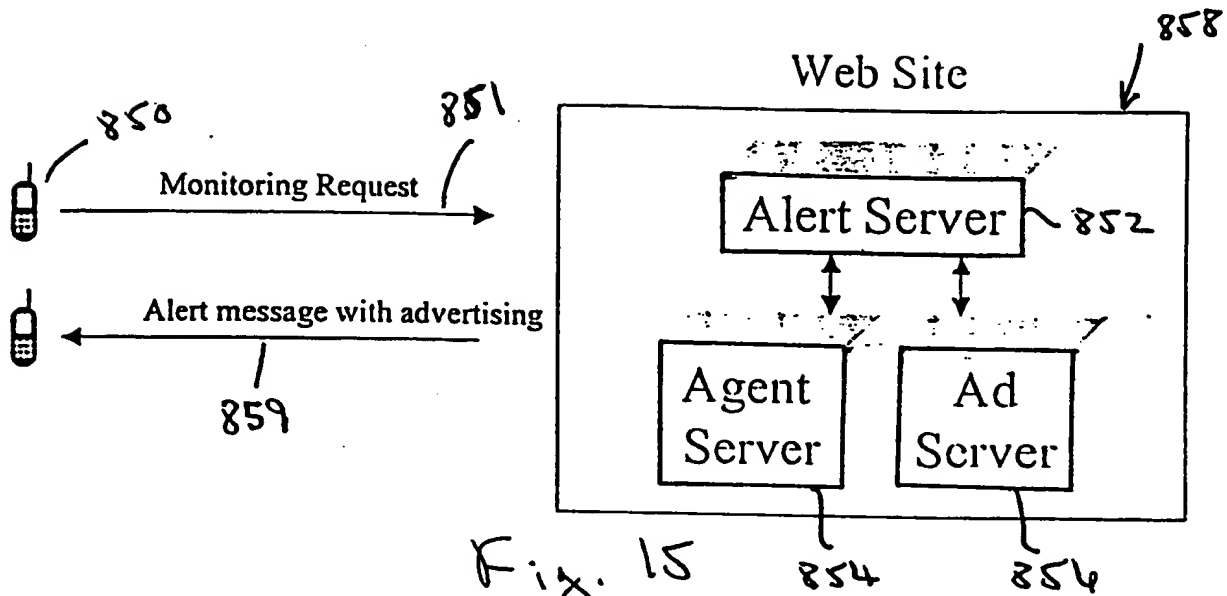 858
Web Site
850
851
Monitoring Request
Alert Server
852
Alert message with advertising
859
Agent
Server
Ad
Server
Fig. 15
854
856